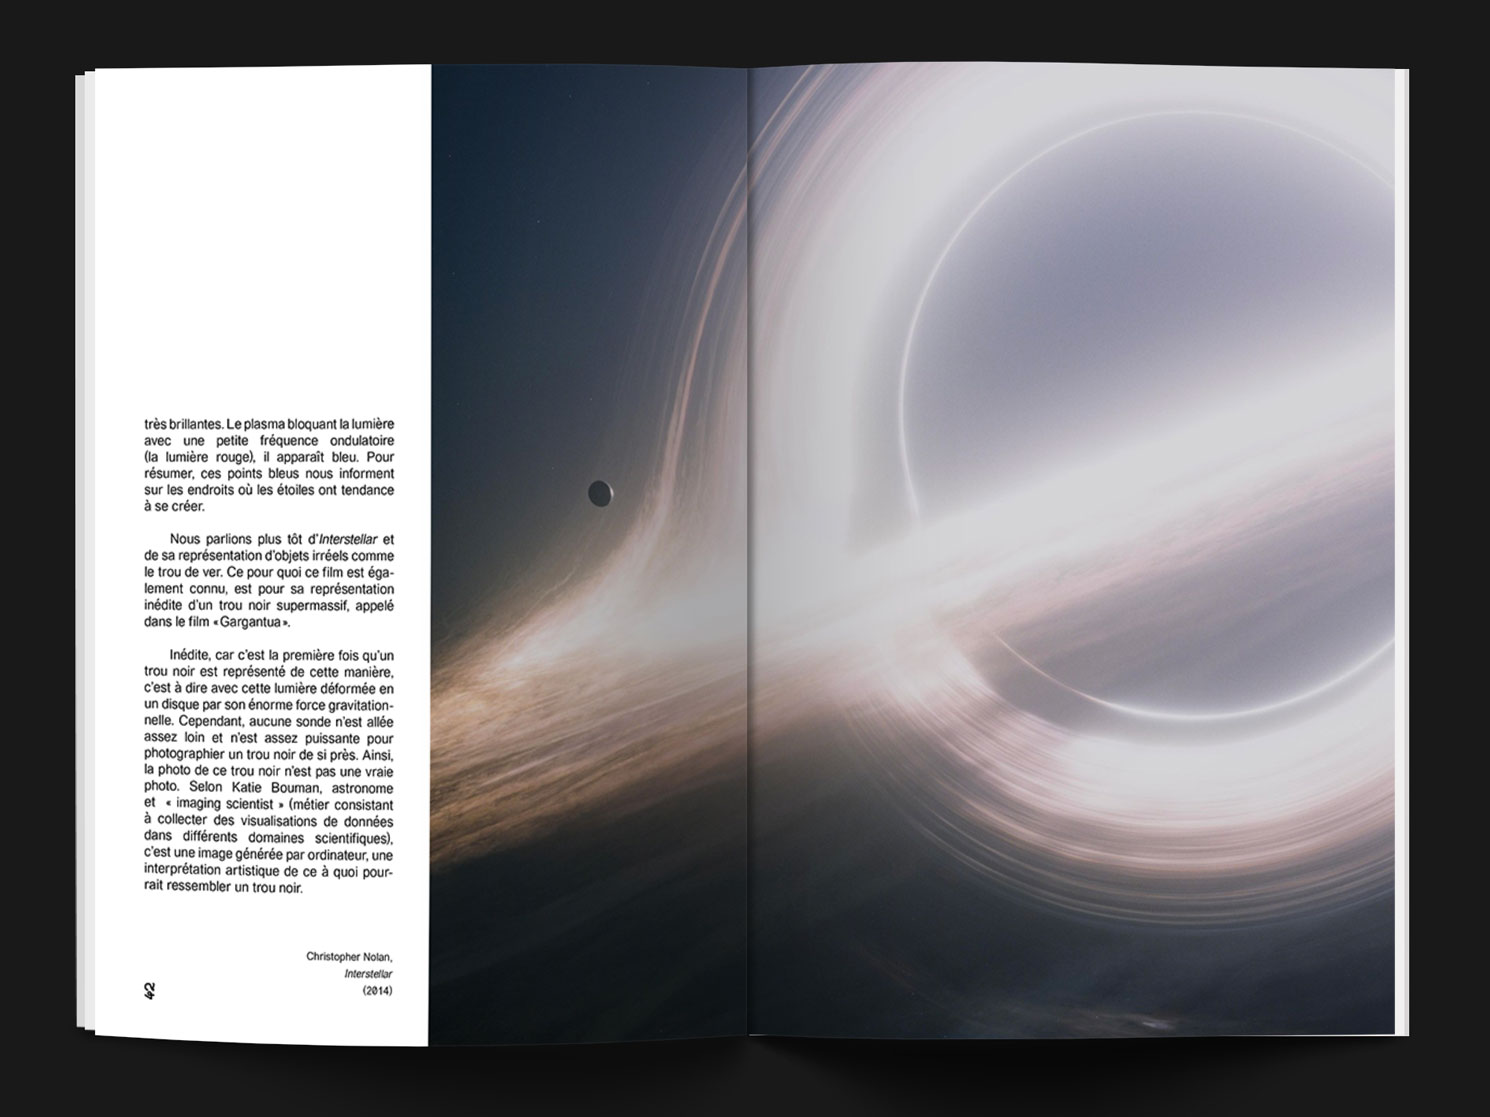 très brillantes. Le plasma bloquant la lumière
avec une petite fréquence ondulatoire
(la lumière rouge), il apparaît bleu. Pour
résumer, ces points bleus nous informent
sur les endroits où les étoiles ont tendance
à se créer.
Nous parlions plus tôt d'Interstellar et
de sa représentation d'objets irréels comme
le trou de ver. Ce pour quoi ce film est éga-
lement connu, est pour sa représentation
inédite d'un trou noir supermassif, appelé
dans le film «Gargantua».
Inédite, car c'est la première fois qu'un
trou noir est représenté de cette manière,
c'est à dire avec cette lumière déformée en
un disque par son énorme force gravitation-
nelle. Cependant, aucune sonde n'est allée
assez loin et n'est assez puissante pour
photographier un trou noir de si près. Ainsi,
la photo de ce trou noir n'est pas une vraie
photo. Selon Katie Bouman, astronome
et « imaging scientist » (métier consistant
à collecter des visualisations de données
dans différents domaines scientifiques),
c'est une image générée par ordinateur, une
interprétation artistique de ce à quoi pour-
rait ressembler un trou noir.
Christopher Nolan,
Interstellar
(2014)
42